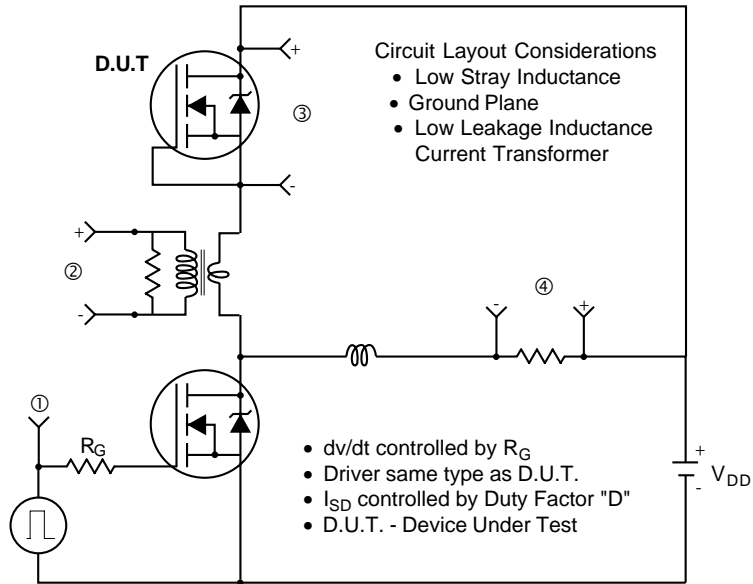 D.U.T
+
Circuit Layout Considerations
• Low Stray Inductance
• Ground Plane
• Low Leakage Inductance
Current Transformer
③
-
+
②
-
④
-
+
①
RG
• dv/dt controlled by RG
• Driver same type as D.U.T.
• ISD controlled by Duty Factor "D"
• D.U.T. - Device Under Test
+
VDD
-